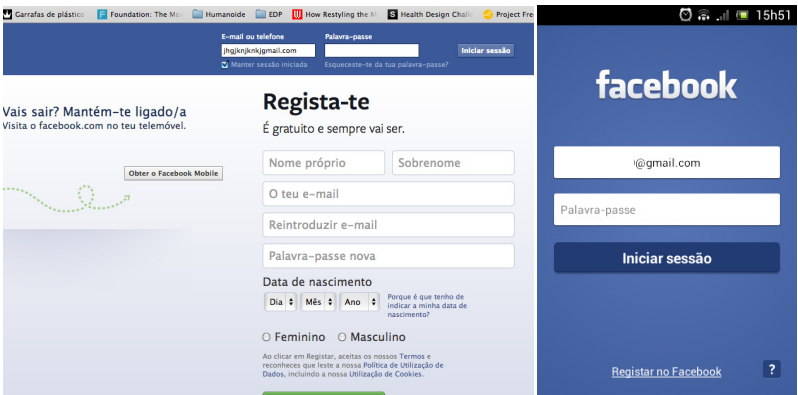 Garrafas de plástico
Foundation: The Mo
Humanoide
EDP
How Restyling the M
Health Design Challe
Project Free
E-mail ou telefone
Palavra-passe
jhgjknjknkjgmail.com
Iniciar sessão
Manter sessão iniciada
Esqueceste-te da tua palavra-passe?
Vais sair? Mantém-te ligado/a
Visita o facebook.com no teu telemóvel.
Obter o Facebook Mobile
Regista-te
É gratuito e sempre vai ser.
Nome próprio
Sobrenome
O teu e-mail
Reintroduzir e-mail
Palavra-passe nova
Data de nascimento
Dia
Mês
Ano
Porque é que tenho de
indicar a minha data de
nascimento?
Feminino
Masculino
Ao clicar em Registar, aceitas os nossos Termos e
reconheces que leste a nossa Política de Utilização de
Dados, incluindo a nossa Utilização de Cookies.
15h51
facebook
@gmail.com
Palavra-passe
Iniciar sessão
Registar no Facebook
?